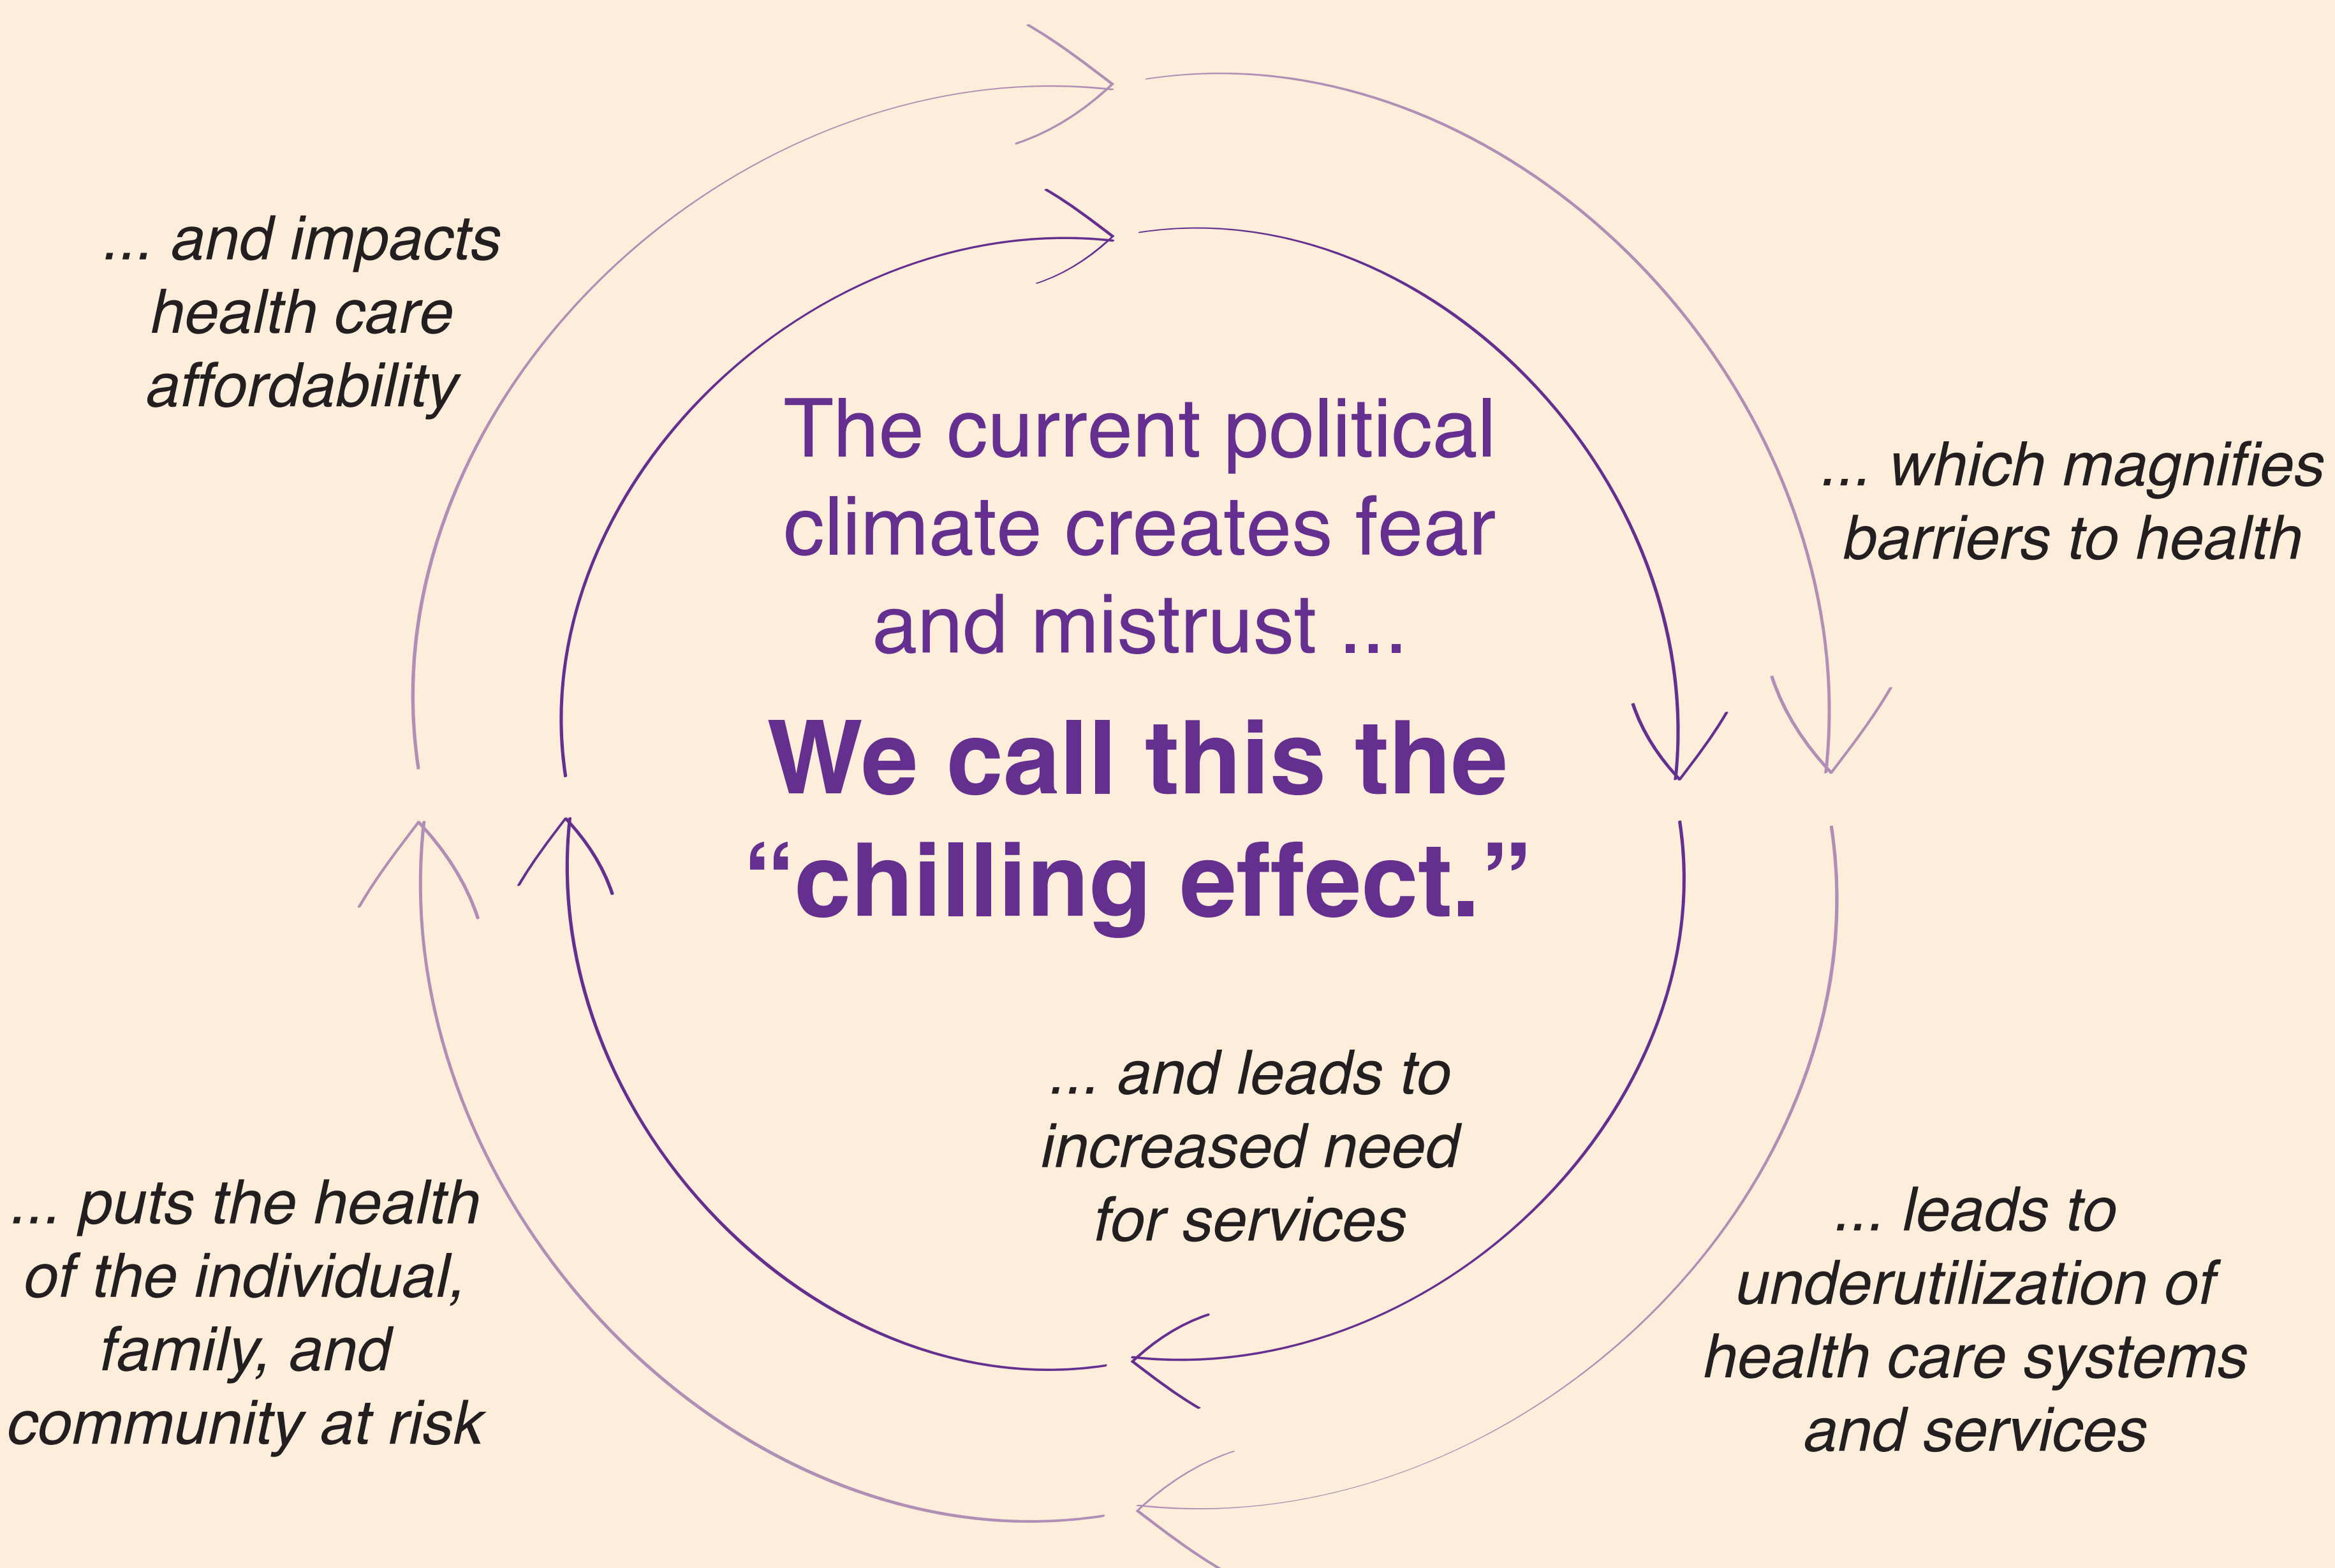 The current political
climate creates fear
and mistrust ...
We call this the
“chilling effect.”
... which magnifies
barriers to health
... leads to
underutilization of
health care systems
and services
... and leads to
increased need
for services
... puts the health
of the individual,
family, and
community at risk
... and impacts
health care
affordability